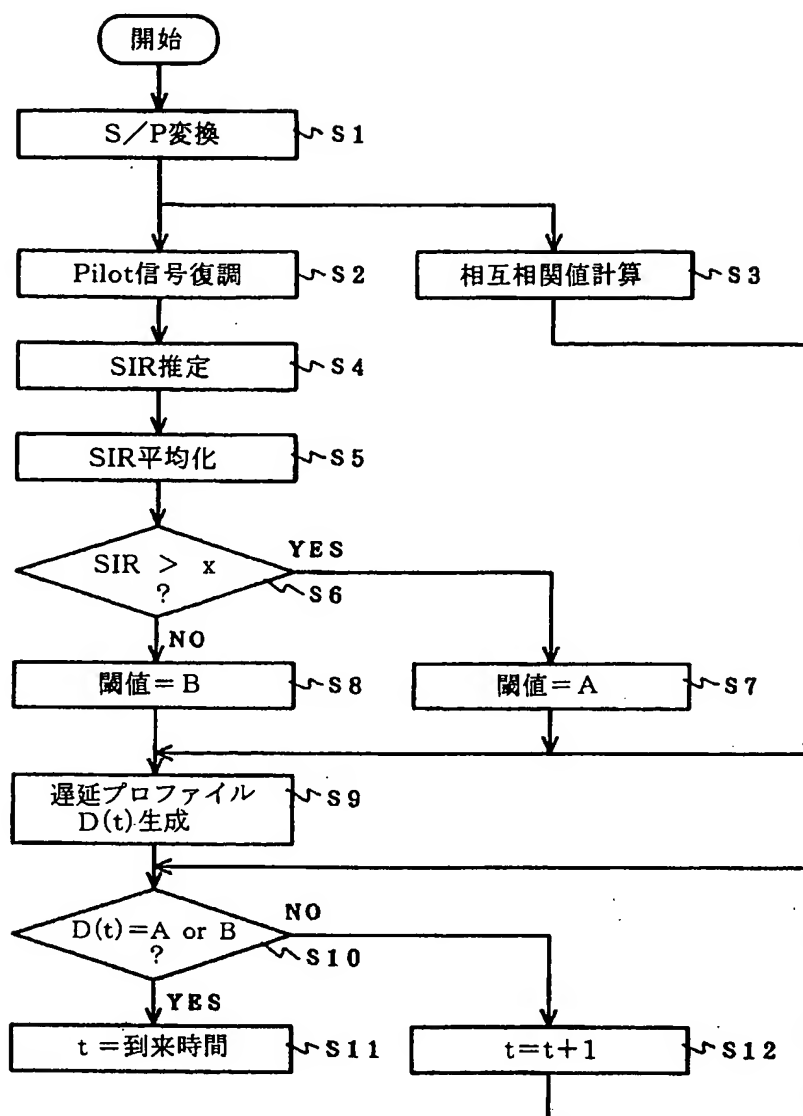 開始
S/P変換
S1
Pilot信号復調
S2
相互相関値計算
S3
SIR推定
S4
SIR平均化
S5
SIR > x
?
YES
S6
NO
閾値=B
S8
閾値=A
S7
遅延プロファイル
D(t)生成
S9
D(t)=A or B
?
NO
S10
YES
t=到来時間
S11
t=t+1
S12